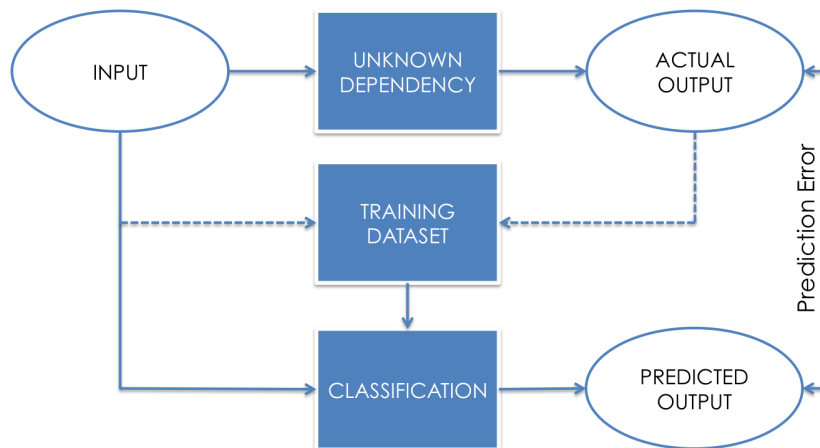 INPUT
UNKNOWN
DEPENDENCY
ACTUAL
OUTPUT
TRAINING
DATASET
Prediction Error
CLASSIFICATION
PREDICTED
OUTPUT